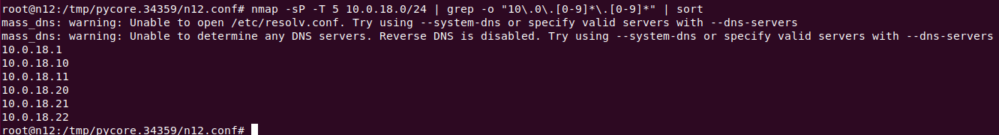 root@n12:/tmp/pycore.34359/n12.conf# nmap -sP -T 5 10.0.18.0/24 | grep -o "10\.0\.[0-9]*\.[0-9]*" | sort
mass_dns: warning: Unable to open /etc/resolv.conf. Try using --system-dns or specify valid servers with --dns-servers
mass_dns: warning: Unable to determine any DNS servers. Reverse DNS is disabled. Try using --system-dns or specify valid servers with --dns-servers
10.0.18.1
10.0.18.10
10.0.18.11
10.0.18.20
10.0.18.21
10.0.18.22
root@n12:/tmp/pycore.34359/n12.conf#